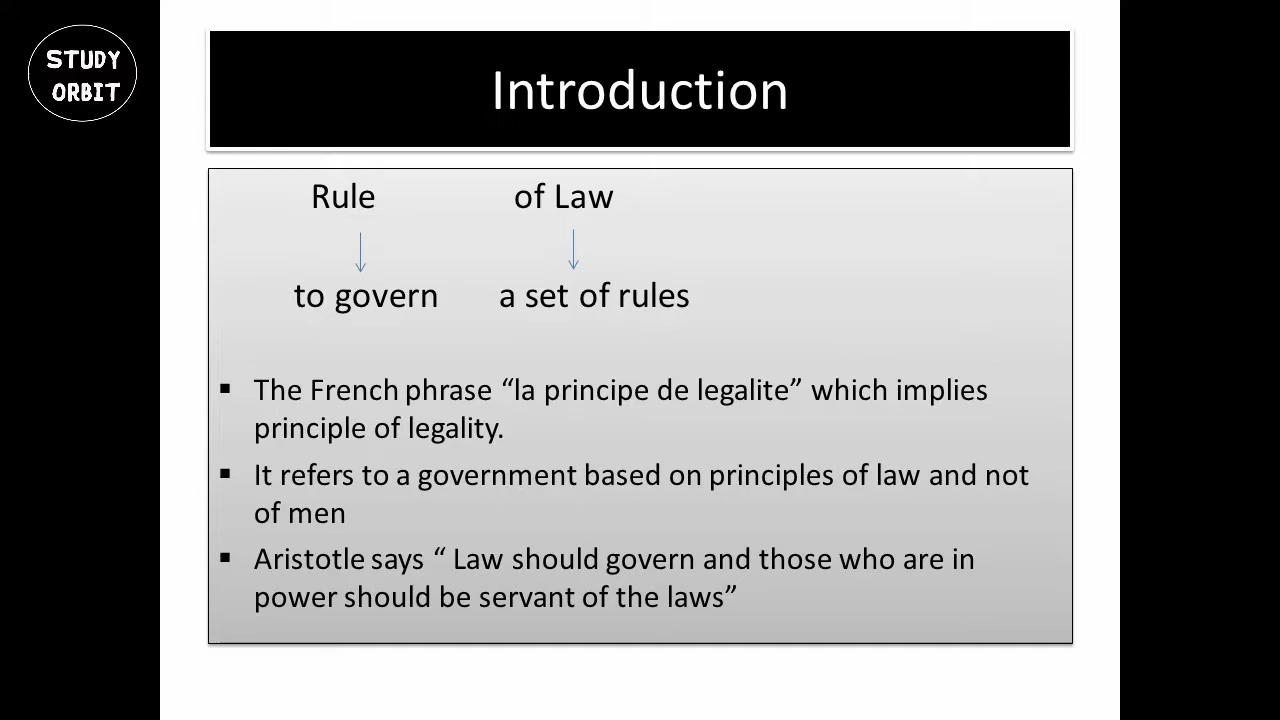 STUDY
ORBIT
Introduction
Rule of Law
to govern a set of rules
▪ The French phrase “la principe de legalite” which implies
principle of legality.
▪ It refers to a government based on principles of law and not
of men
▪ Aristotle says “ Law should govern and those who are in
power should be servant of the laws”